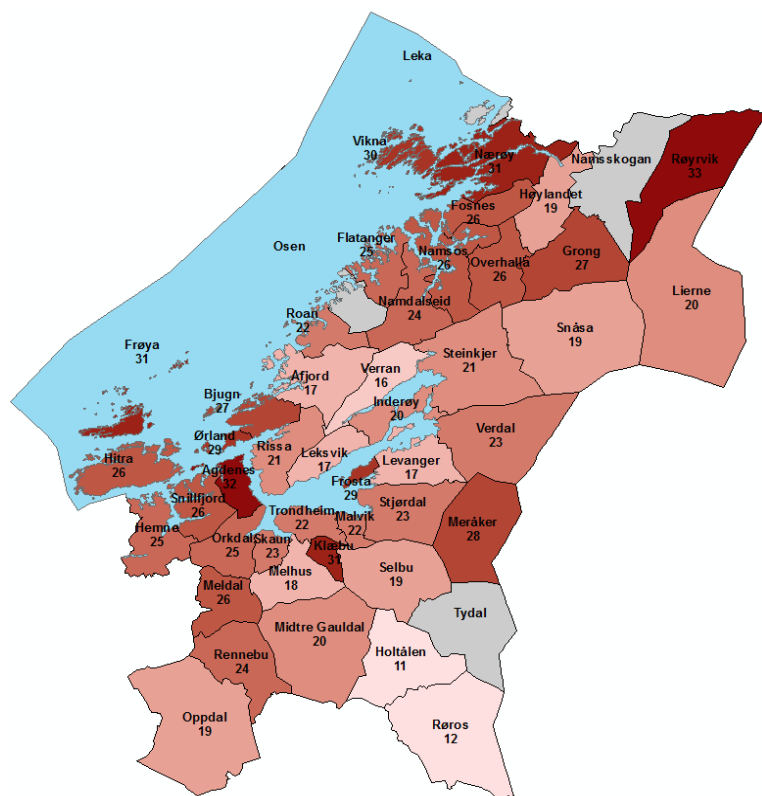 Leka
Vikna
30
Nærøy
31
Namsskogan
Røyrvik
33
Høylandet
19
Fosnes
26
Osen
Flatanger
25
Namsos
26
Overhalla
26
Grong
27
Lierne
20
Namdalseid
24
Roan
22
Snåsa
19
Frøya
31
Steinkjer
21
Verran
16
Åfjord
17
Bjugn
27
Inderøy
20
Verdal
23
Ørland
29
Rissa
21
Leksvik
17
Levanger
17
Hitra
26
Agdenes
32
Frosta
29
Snillfjord
26
Trondheim
22
Malvik
22
Stjørdal
23
Meråker
28
Hemne
25
Orkdal
25
Skaun
23
Klæbu
31
Melhus
18
Selbu
19
Meldal
26
Tydal
Midtre Gauldal
20
Holtålen
11
Rennebu
24
Oppdal
19
Røros
12